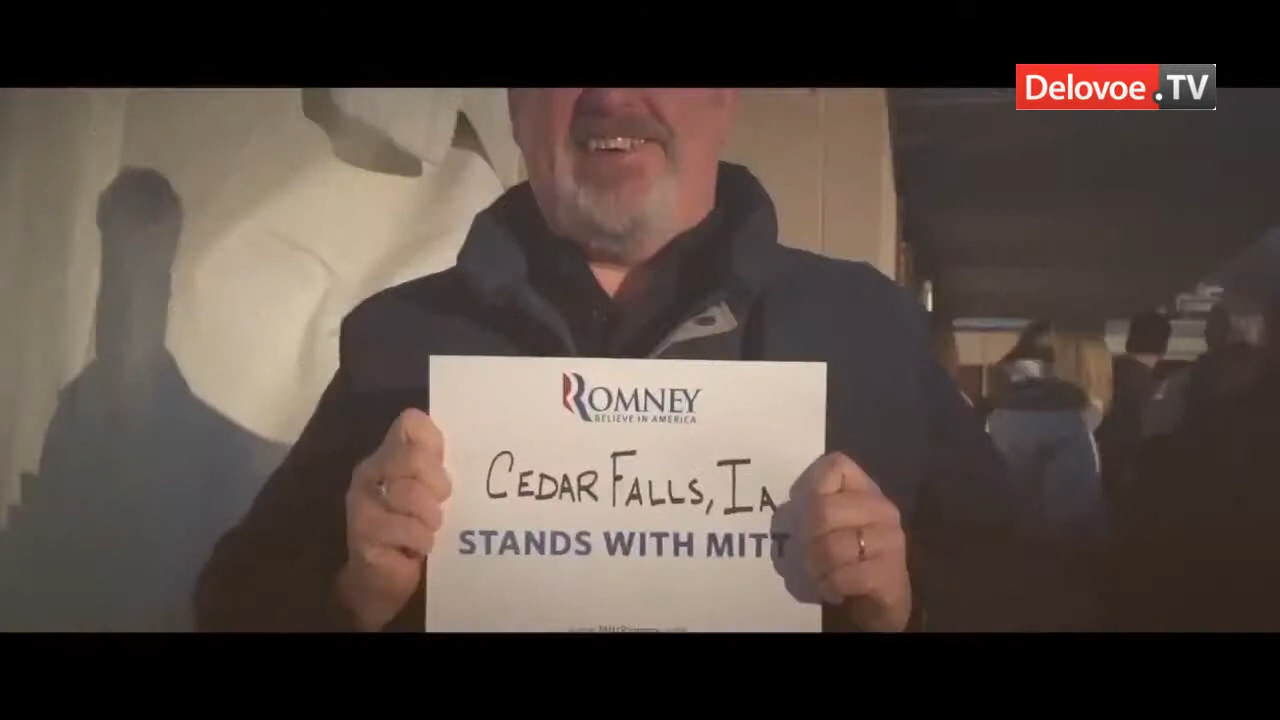 Delovoe.TV
ROMNEY
BELIEVE IN AMERICA
CEDAR FALLS, IA
STANDS WITH MITT